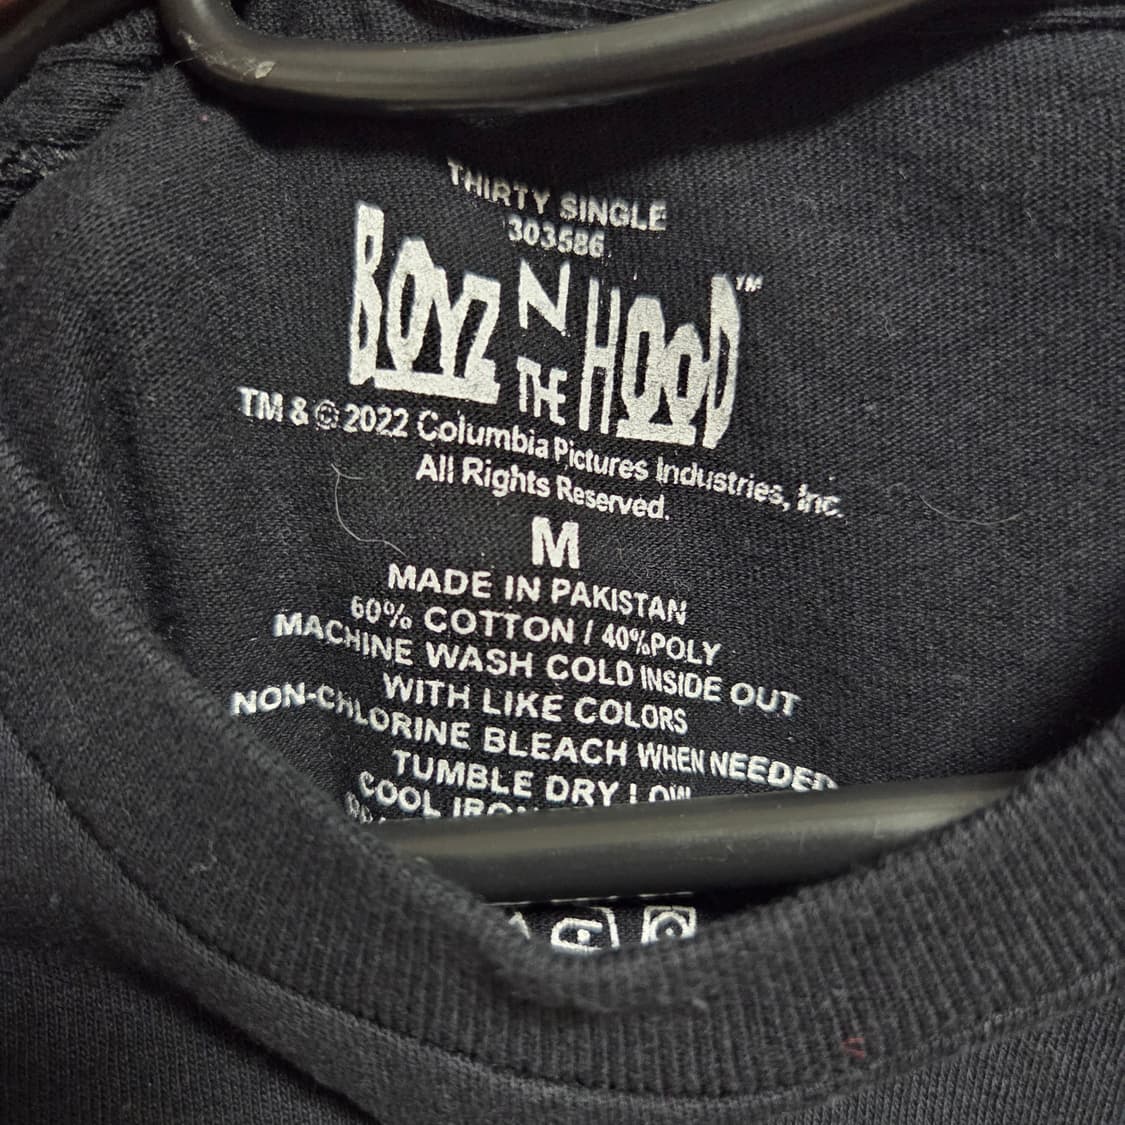 THIRTY SINGLE
303586
BOYZ N THE HOOD™
TM & © 2022 Columbia Pictures Industries, Inc.
All Rights Reserved.
M
MADE IN PAKISTAN
60% COTTON / 40%POLY
MACHINE WASH COLD INSIDE OUT
WITH LIKE COLORS
NON-CHLORINE BLEACH WHEN NEEDED
TUMBLE DRY LOW
COOL IRON